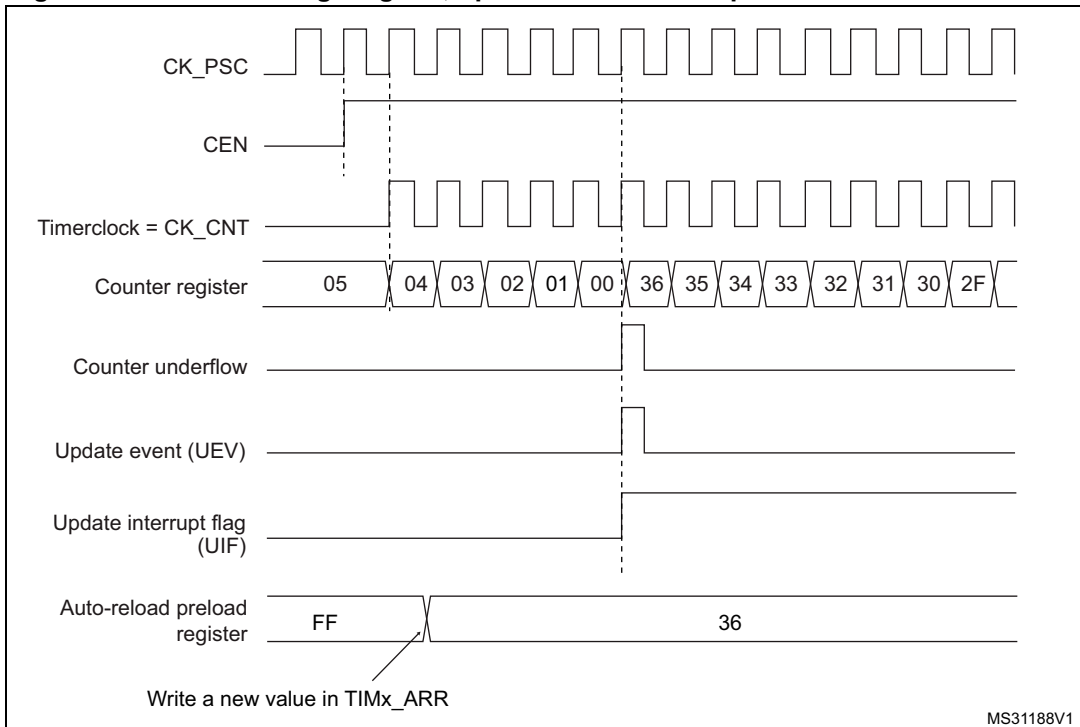 CK_PSC
CEN
Timerclock = CK_CNT
Counter register
05 04 03 02 01 00 36 35 34 33 32 31 30 2F
Counter underflow
Update event (UEV)
Update interrupt flag
(UIF)
Auto-reload preload
register
FF 36
Write a new value in TIMx_ARR
MS31188V1